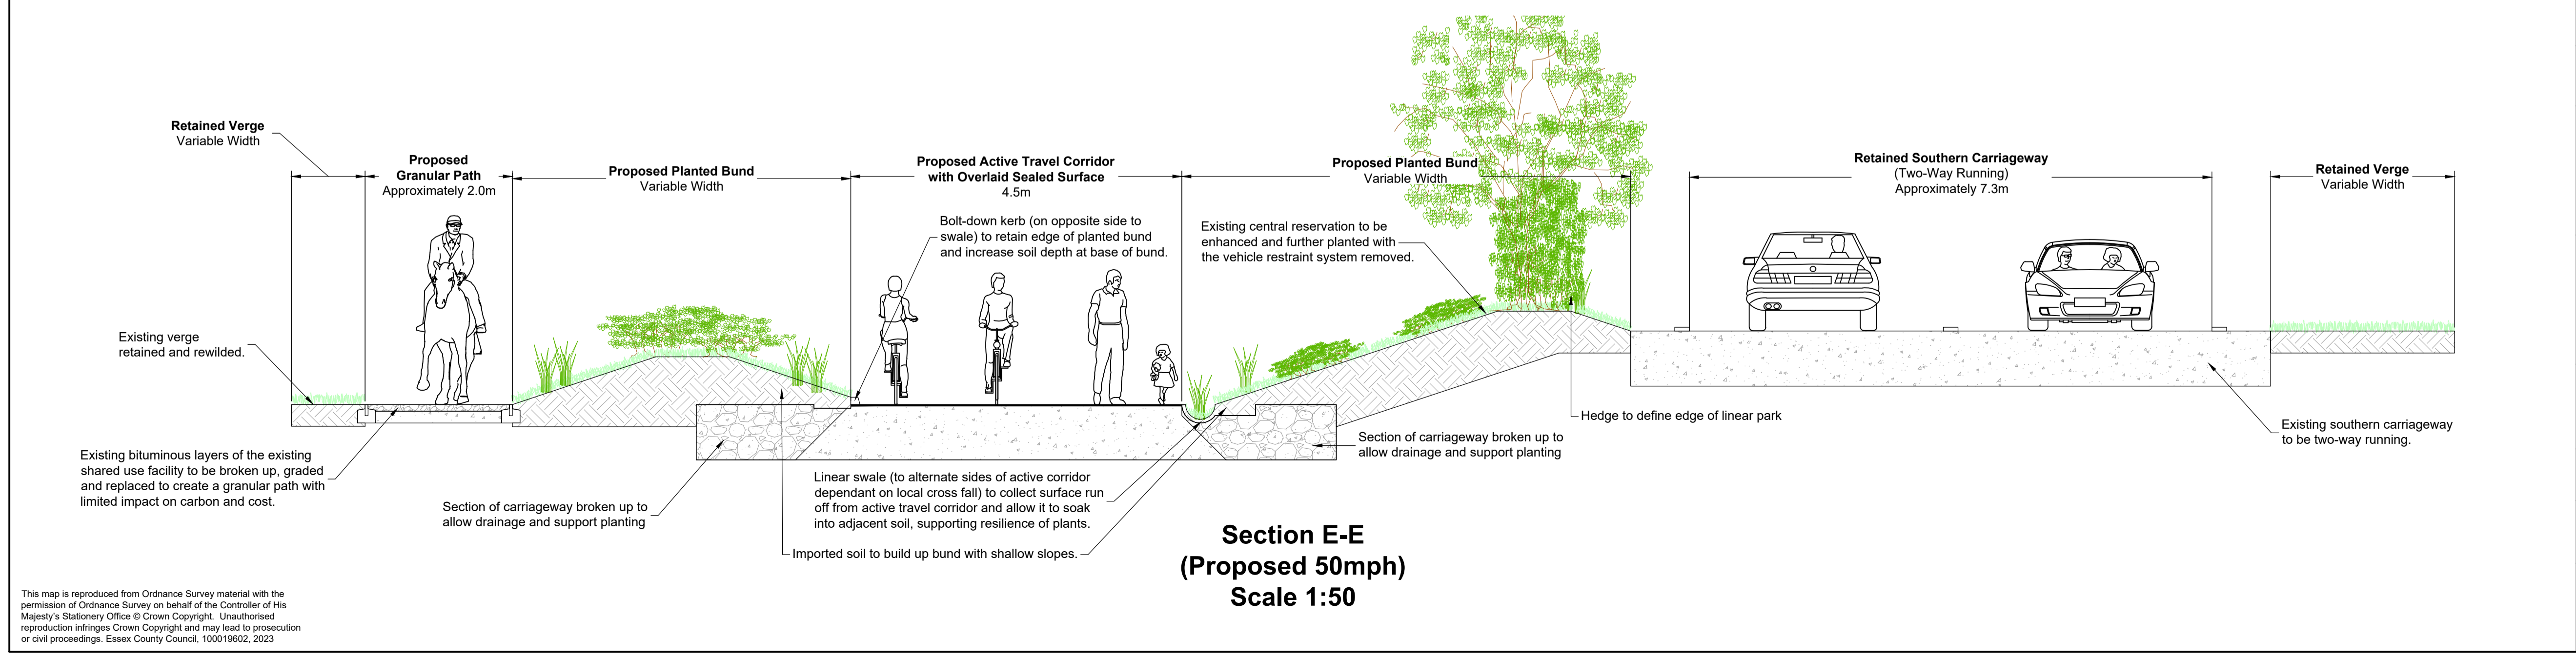 Retained Verge
Variable Width
Proposed
Granular Path
Approximately 2.0m
Proposed Planted Bund
Variable Width
Proposed Active Travel Corridor
with Overlaid Sealed Surface
4.5m
Proposed Planted Bund
Variable Width
Retained Southern Carriageway
(Two-Way Running)
Approximately 7.3m
Retained Verge
Variable Width
Bolt-down kerb (on opposite side to
swale) to retain edge of planted bund
and increase soil depth at base of bund.
Existing central reservation to be
enhanced and further planted with
the vehicle restraint system removed.
Existing verge
retained and rewilded.
Existing bituminous layers of the existing
shared use facility to be broken up, graded
and replaced to create a granular path with
limited impact on carbon and cost.
Section of carriageway broken up to
allow drainage and support planting
Linear swale (to alternate sides of active corridor
dependant on local cross fall) to collect surface run
off from active travel corridor and allow it to soak
into adjacent soil, supporting resilience of plants.
Imported soil to build up bund with shallow slopes.
Section of carriageway broken up to
allow drainage and support planting
Hedge to define edge of linear park
Existing southern carriageway
to be two-way running.
Section E-E
(Proposed 50mph)
Scale 1:50
This map is reproduced from Ordnance Survey material with the
permission of Ordnance Survey on behalf of the Controller of His
Majesty's Stationery Office © Crown Copyright. Unauthorised
reproduction infringes Crown Copyright and may lead to prosecution
or civil proceedings. Essex County Council, 100019602, 2023